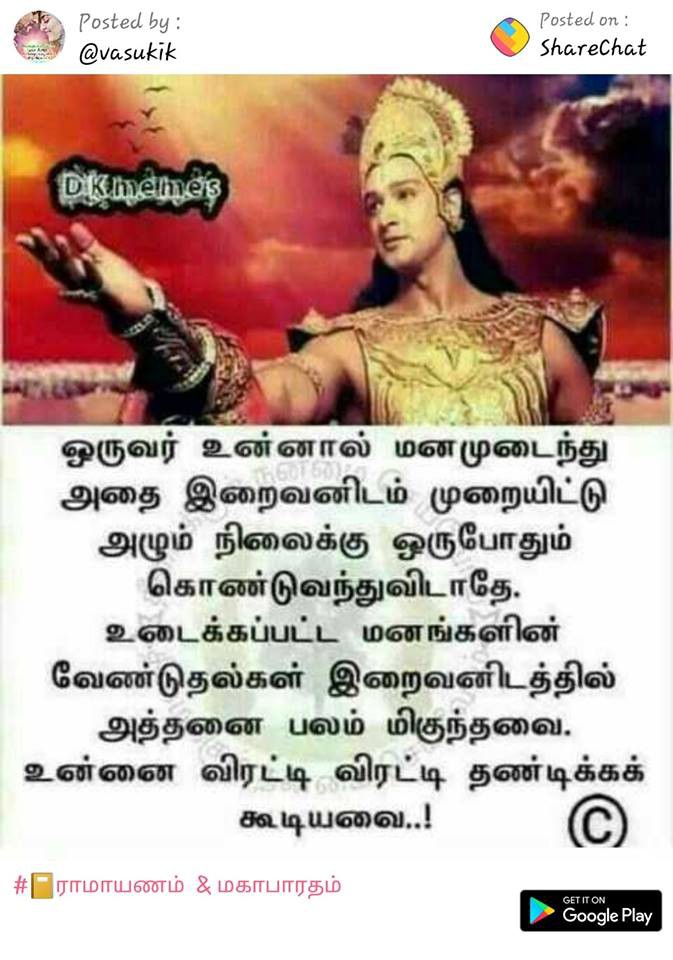 Posted by :
@vasukik
Posted on :
ShareChat
DKmemes
ஒருவர் உன்னால் மனமுடைந்து
அதை இறைவனிடம் முறையிட்டு
அழும் நிலைக்கு ஒருபோதும்
கொண்டுவந்துவிடாதே.
உடைக்கப்பட்ட மனங்களின்
வேண்டுதல்கள் இறைவனிடத்தில்
அத்தனை பலம் மிகுந்தவை.
உன்னை விரட்டி விரட்டி தண்டிக்கக்
கூடியவை..!
©
#📔ராமாயணம் & மகாபாரதம்
GET IT ON
Google Play